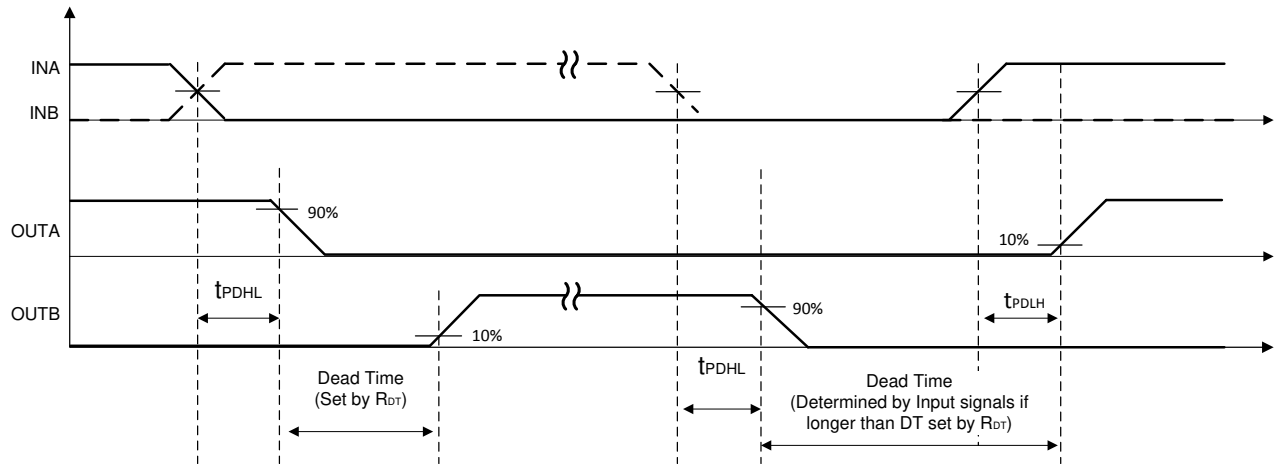 INA
INB
90%
OUTA
10%
tPDHL
tPDLH
OUTB
90%
10%
tPDHL
Dead Time
(Set by RDT)
Dead Time
(Determined by Input signals if
longer than DT set by RDT)